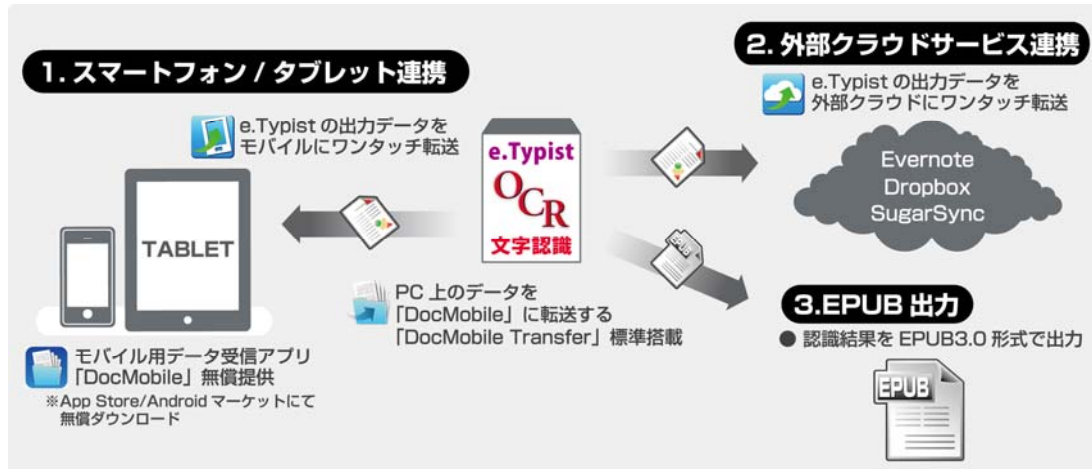 1. スマートフォン / タブレット連携
e.Typist の出力データを
モバイルにワンタッチ転送
TABLET
モバイル用データ受信アプリ
「DocMobile」無償提供
※App Store/Android マーケットにて
無償ダウンロード
e.Typist
OCR
文字認識
PC 上のデータを
「DocMobile」に転送する
「DocMobile Transfer」標準搭載
2. 外部クラウドサービス連携
e.Typist の出力データを
外部クラウドにワンタッチ転送
Evernote
Dropbox
SugarSync
EPUB
3.EPUB 出力
● 認識結果を EPUB3.0 形式で出力
EPUB